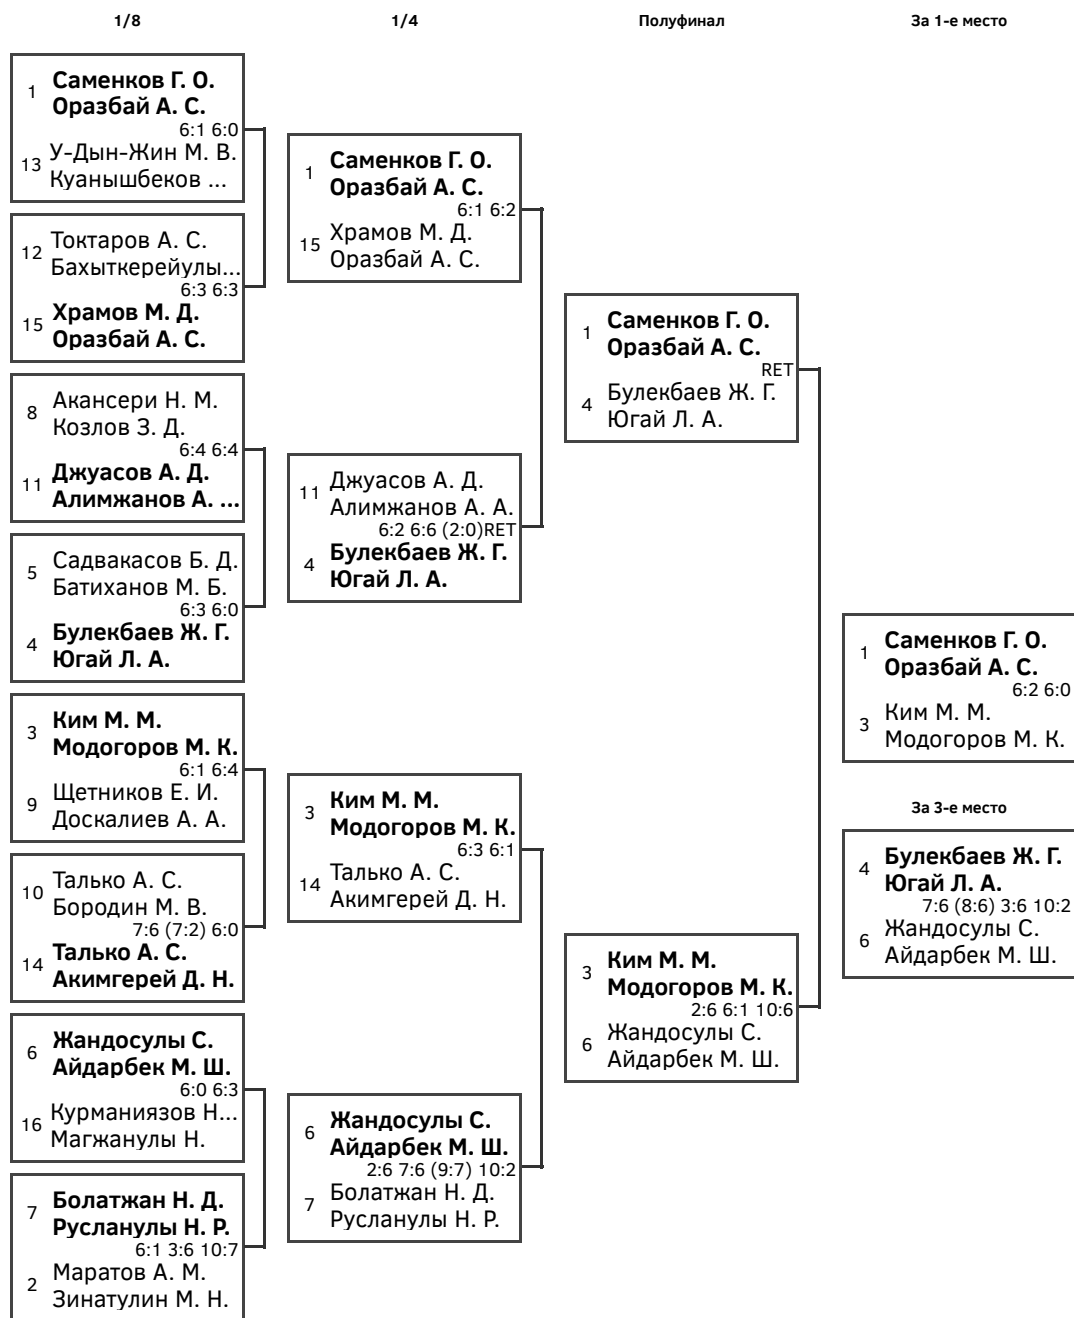 1/8
1/4
Полуфинал
За 1-е место
1
Саменков Г. О.
Оразбай А. С.
6:1 6:0
13
У-Дын-Жин М. В.
Куанышбеков ...
12
Токтаров А. С.
Бахыткерейулы...
6:3 6:3
15
Храмов М. Д.
Оразбай А. С.
8
Акансери Н. М.
Козлов З. Д.
6:4 6:4
11
Джуасов А. Д.
Алимжанов А. ...
5
Садвакасов Б. Д.
Батиханов М. Б.
6:3 6:0
4
Булекбаев Ж. Г.
Югай Л. А.
3
Ким М. М.
Модогоров М. К.
6:1 6:4
9
Щетников Е. И.
Доскалиев А. А.
10
Талько А. С.
Бородин М. В.
7:6 (7:2) 6:0
14
Талько А. С.
Акимгерей Д. Н.
6
Жандосулы С.
Айдарбек М. Ш.
6:0 6:3
16
Курманиязов Н...
Магжанулы Н.
7
Болатжан Н. Д.
Русланулы Н. Р.
6:1 3:6 10:7
2
Маратов А. М.
Зинатулин М. Н.
1
Саменков Г. О.
Оразбай А. С.
6:1 6:2
15
Храмов М. Д.
Оразбай А. С.
11
Джуасов А. Д.
Алимжанов А. А.
6:2 6:6 (2:0)RET
4
Булекбаев Ж. Г.
Югай Л. А.
3
Ким М. М.
Модогоров М. К.
6:3 6:1
14
Талько А. С.
Акимгерей Д. Н.
6
Жандосулы С.
Айдарбек М. Ш.
2:6 7:6 (9:7) 10:2
7
Болатжан Н. Д.
Русланулы Н. Р.
1
Саменков Г. О.
Оразбай А. С.
RET
4
Булекбаев Ж. Г.
Югай Л. А.
3
Ким М. М.
Модогоров М. К.
2:6 6:1 10:6
6
Жандосулы С.
Айдарбек М. Ш.
1
Саменков Г. О.
Оразбай А. С.
6:2 6:0
3
Ким М. М.
Модогоров М. К.
За 3-е место
4
Булекбаев Ж. Г.
Югай Л. А.
7:6 (8:6) 3:6 10:2
6
Жандосулы С.
Айдарбек М. Ш.